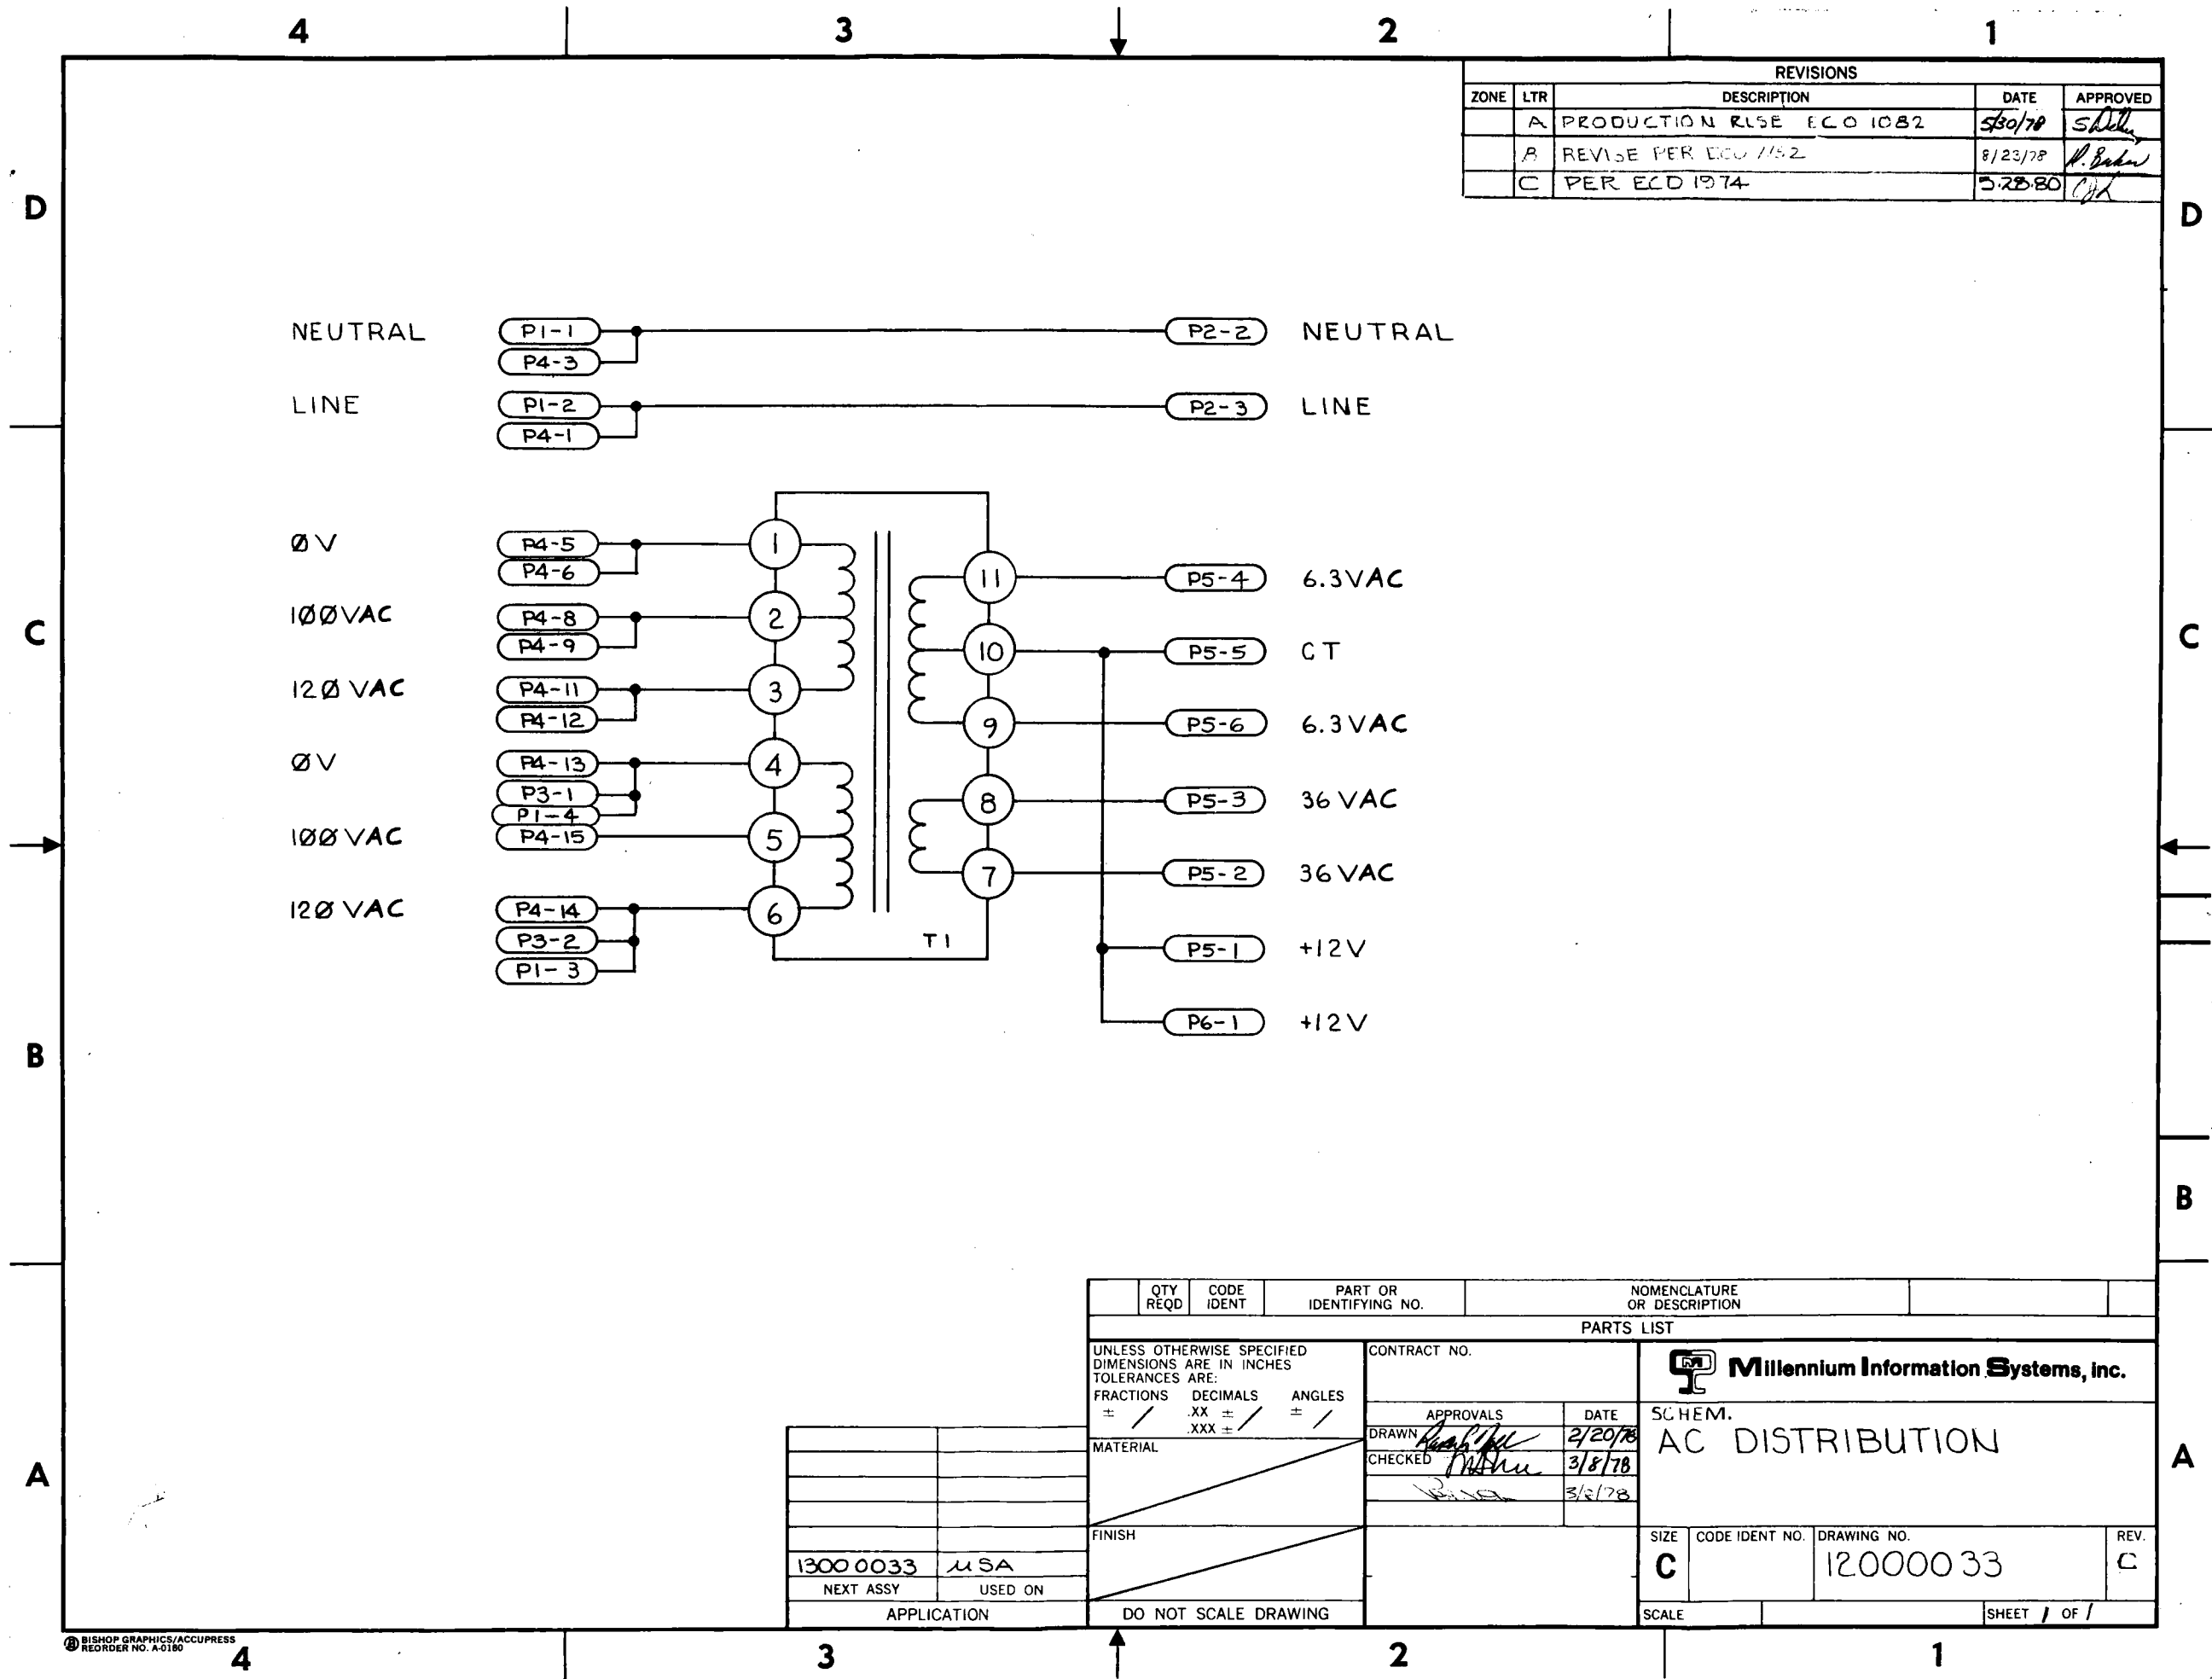 4 3 2 1
REVISIONS
ZONE LTR DESCRIPTION DATE APPROVED
A PRODUCTION RLSE ECO 1082 5/30/78
B REVISE PER ECO 1152 8/23/78 R. Baker
C PER ECO 1974 5-28-80
D D
NEUTRAL P1-1 P2-2 NEUTRAL
P4-3
LINE P1-2 P2-3 LINE
P4-1
ØV P4-5 1
P4-6 11 P5-4 6.3VAC
1ØØVAC P4-8 2
P4-9 10 P5-5 CT
C C
12Ø VAC P4-11 3
P4-12 9 P5-6 6.3VAC
ØV P4-13 4
P3-1 8 P5-3 36 VAC
P1-4
1ØØ VAC P4-15 5
7 P5-2 36 VAC
12Ø VAC P4-14 6
P3-2 T1 P5-1 +12V
P1-3
P6-1 +12V
B
B
QTY REQD CODE IDENT PART OR IDENTIFYING NO. NOMENCLATURE OR DESCRIPTION
PARTS LIST
UNLESS OTHERWISE SPECIFIED
DIMENSIONS ARE IN INCHES
TOLERANCES ARE:
FRACTIONS DECIMALS ANGLES
± / .XX ± / ± /
.XXX ±
MATERIAL
FINISH
DO NOT SCALE DRAWING
CONTRACT NO.
APPROVALS DATE
DRAWN 2/20/78
CHECKED 3/8/78
Millennium Information Systems, inc.
SCHEM.
AC DISTRIBUTION
SIZE CODE IDENT NO. DRAWING NO. REV.
C 12000033 C
SCALE SHEET 1 OF 1
13000033 µSA
NEXT ASSY USED ON
APPLICATION
A A
BISHOP GRAPHICS/ACCUPRESS
REORDER NO. A-0180
4 3 2 1